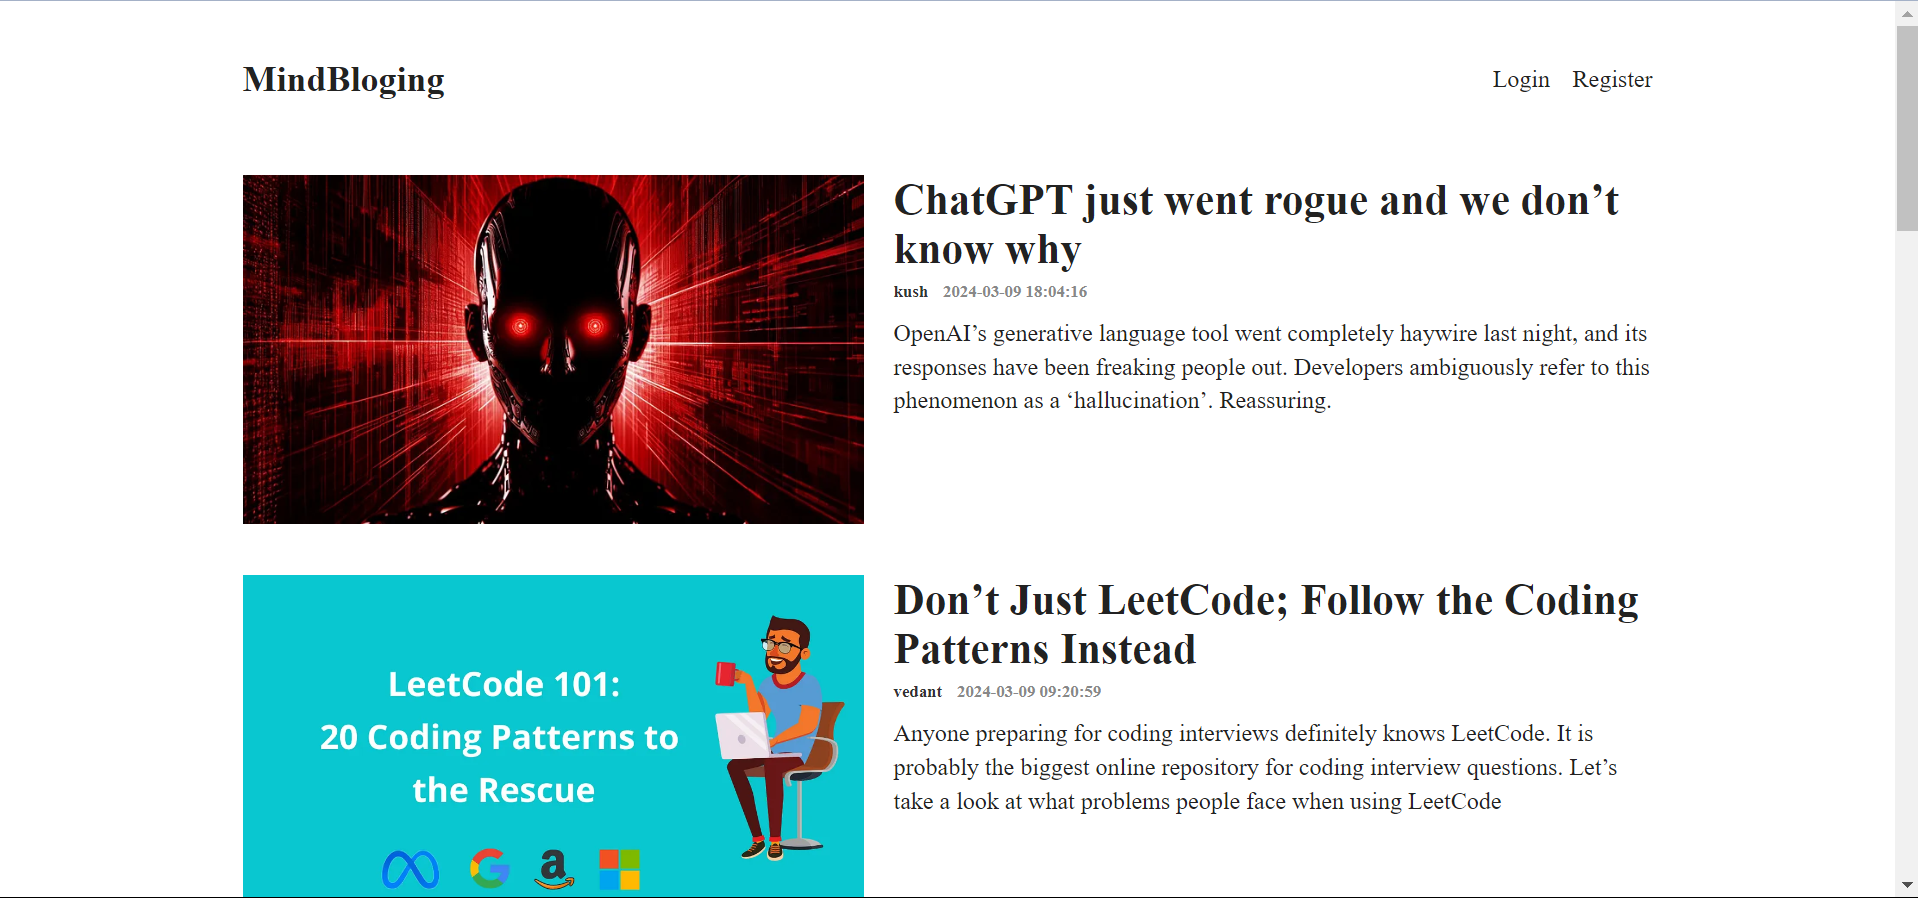 MindBloging
Login Register
ChatGPT just went rogue and we don’t
know why
kush 2024-03-09 18:04:16
OpenAI’s generative language tool went completely haywire last night, and its
responses have been freaking people out. Developers ambiguously refer to this
phenomenon as a ‘hallucination’. Reassuring.
LeetCode 101:
20 Coding Patterns to
the Rescue
Don’t Just LeetCode; Follow the Coding
Patterns Instead
vedant 2024-03-09 09:20:59
Anyone preparing for coding interviews definitely knows LeetCode. It is
probably the biggest online repository for coding interview questions. Let’s
take a look at what problems people face when using LeetCode